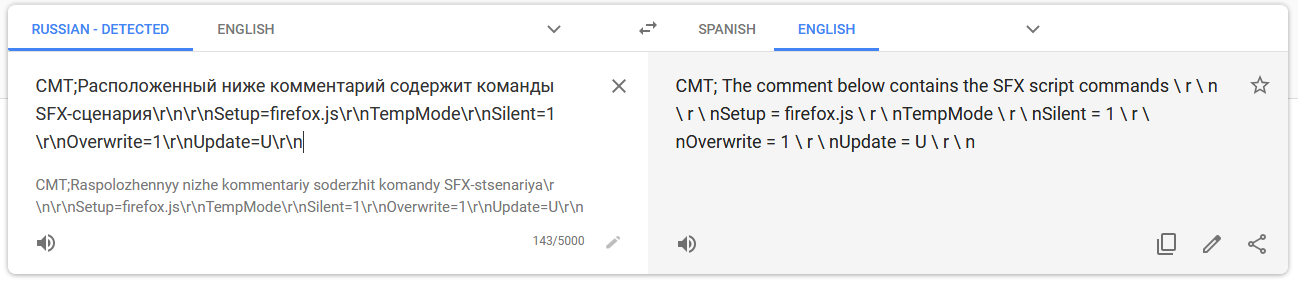 RUSSIAN - DETECTED ENGLISH SPANISH ENGLISH
CMT;Расположенный ниже комментарий содержит команды
SFX-сценария\r\n\r\nSetup=firefox.js\r\nTempMode\r\nSilent=1
\r\nOverwrite=1\r\nUpdate=U\r\n
CMT;Raspolozhennyy nizhe kommentariy soderzhit komandy SFX-stsenariya\r
\n\r\nSetup=firefox.js\r\nTempMode\r\nSilent=1\r\nOverwrite=1\r\nUpdate=U\r\n
143/5000
CMT; The comment below contains the SFX script commands \ r \ n
\ r \ nSetup = firefox.js \ r \ nTempMode \ r \ nSilent = 1 \ r \
nOverwrite = 1 \ r \ nUpdate = U \ r \ n